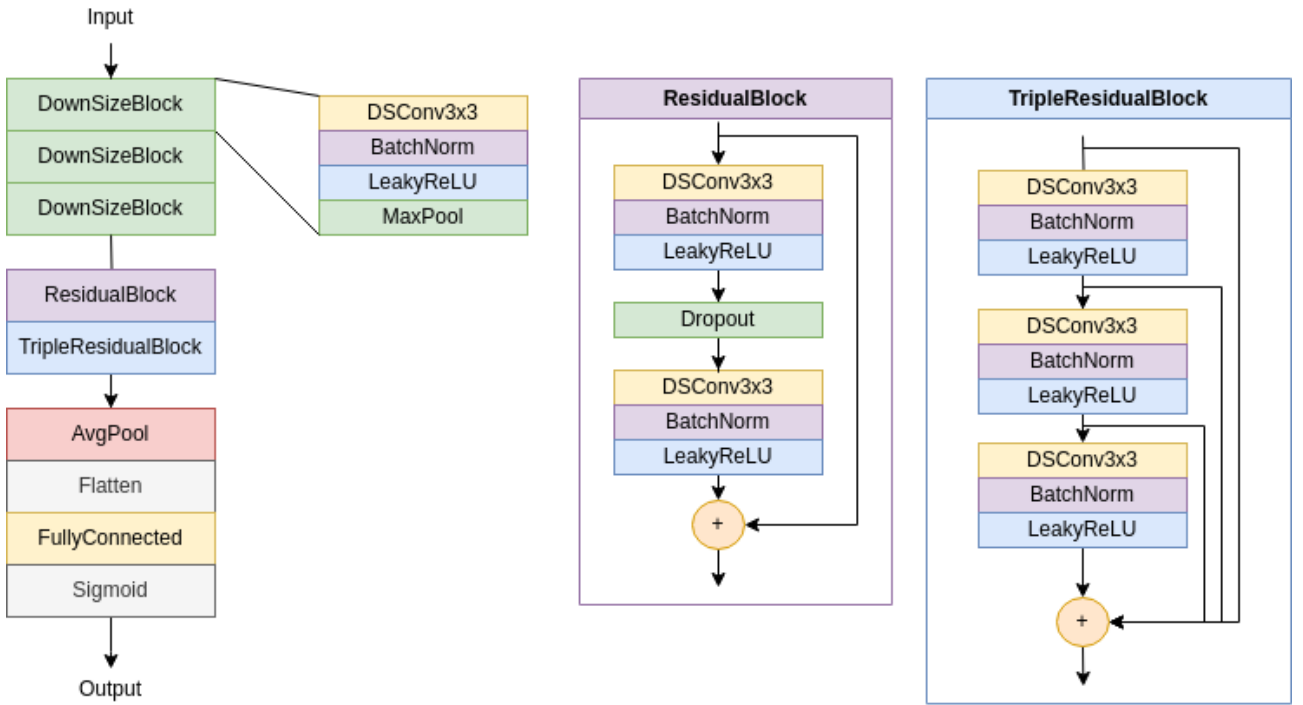 Input
DownSizeBlock
DownSizeBlock
DownSizeBlock
DSConv3x3
BatchNorm
LeakyReLU
MaxPool
ResidualBlock
TripleResidualBlock
AvgPool
Flatten
FullyConnected
Sigmoid
Output
ResidualBlock
DSConv3x3
BatchNorm
LeakyReLU
Dropout
DSConv3x3
BatchNorm
LeakyReLU
+
TripleResidualBlock
DSConv3x3
BatchNorm
LeakyReLU
DSConv3x3
BatchNorm
LeakyReLU
DSConv3x3
BatchNorm
LeakyReLU
+